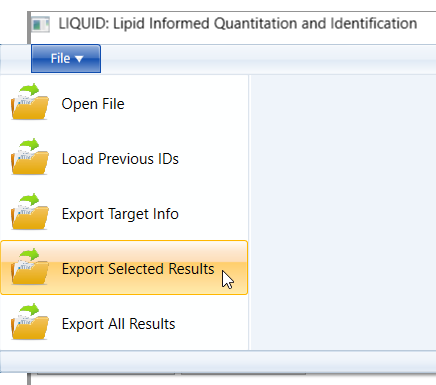 LIQUID: Lipid Informed Quantitation and Identification
File
Open File
Load Previous IDs
Export Target Info
Export Selected Results
Export All Results